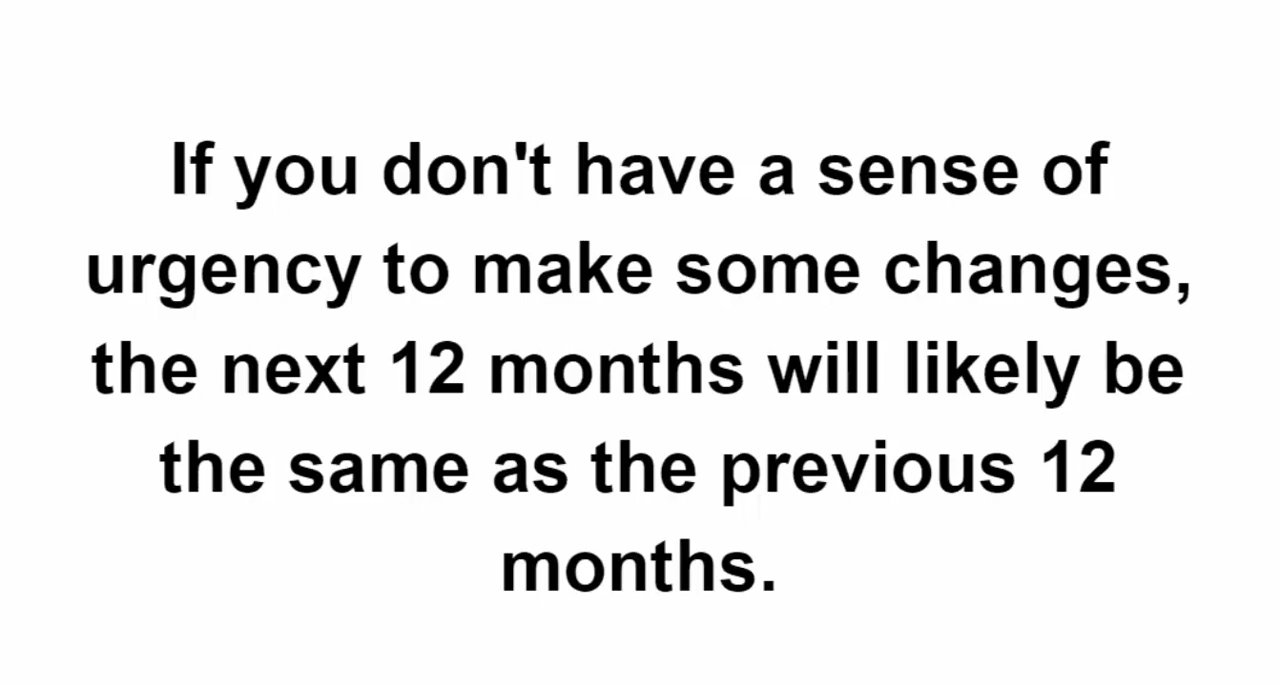 If you don't have a sense of
urgency to make some changes,
the next 12 months will likely be
the same as the previous 12
months.